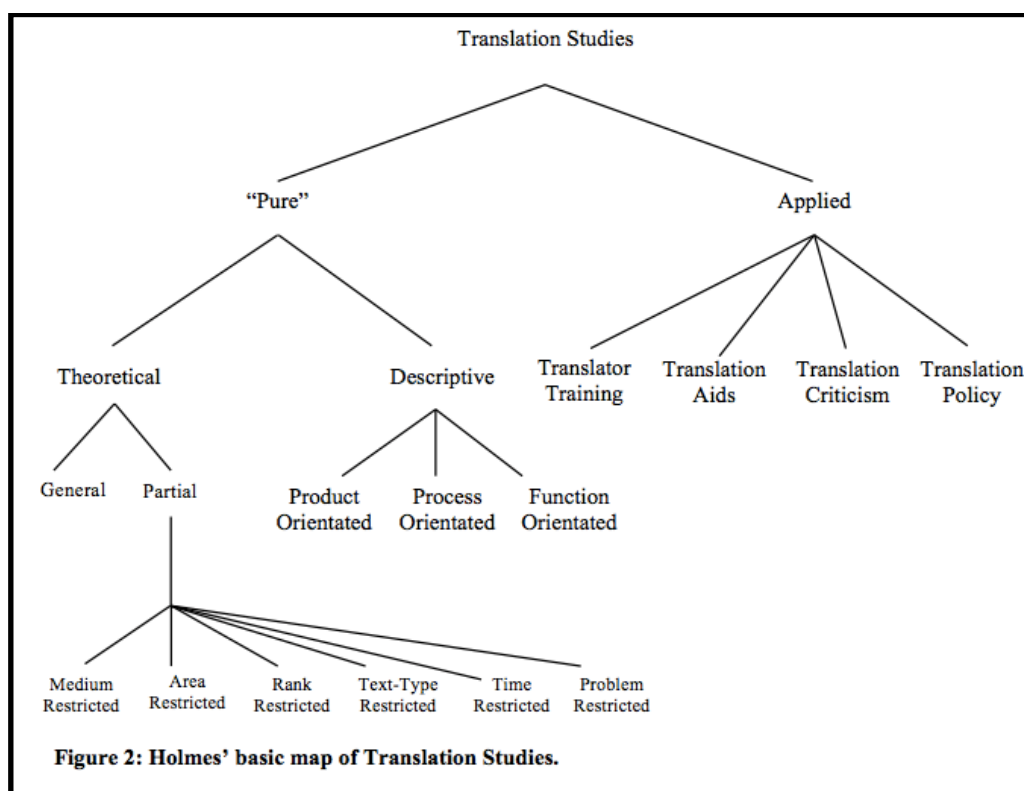 Translation Studies
“Pure”
Applied
Theoretical
Descriptive
Translator
Training
Translation
Aids
Translation
Criticism
Translation
Policy
General
Partial
Product
Orientated
Process
Orientated
Function
Orientated
Medium
Restricted
Area
Restricted
Rank
Restricted
Text-Type
Restricted
Time
Restricted
Problem
Restricted
Figure 2: Holmes’ basic map of Translation Studies.